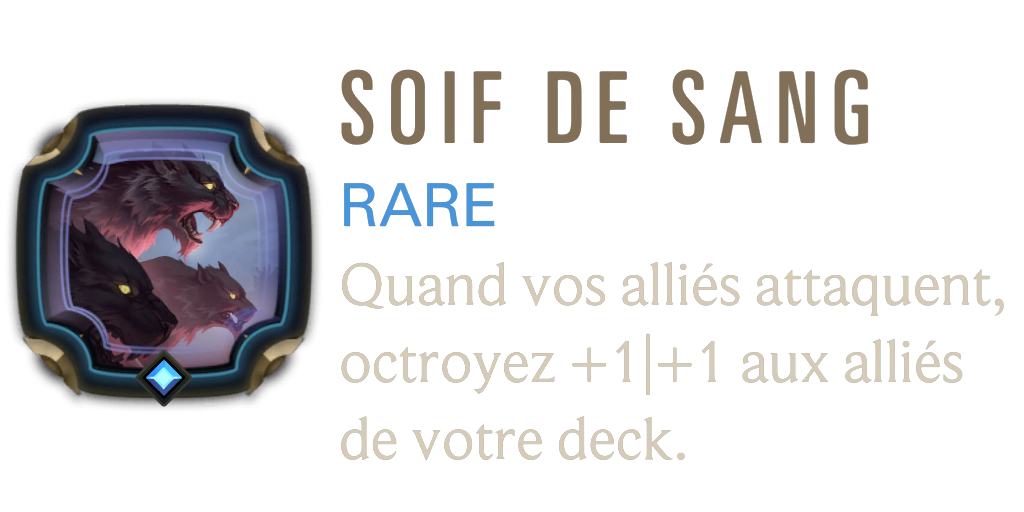 SOIF DE SANG
RARE
Quand vos alliés attaquent,
octroyez +1|+1 aux alliés
de votre deck.